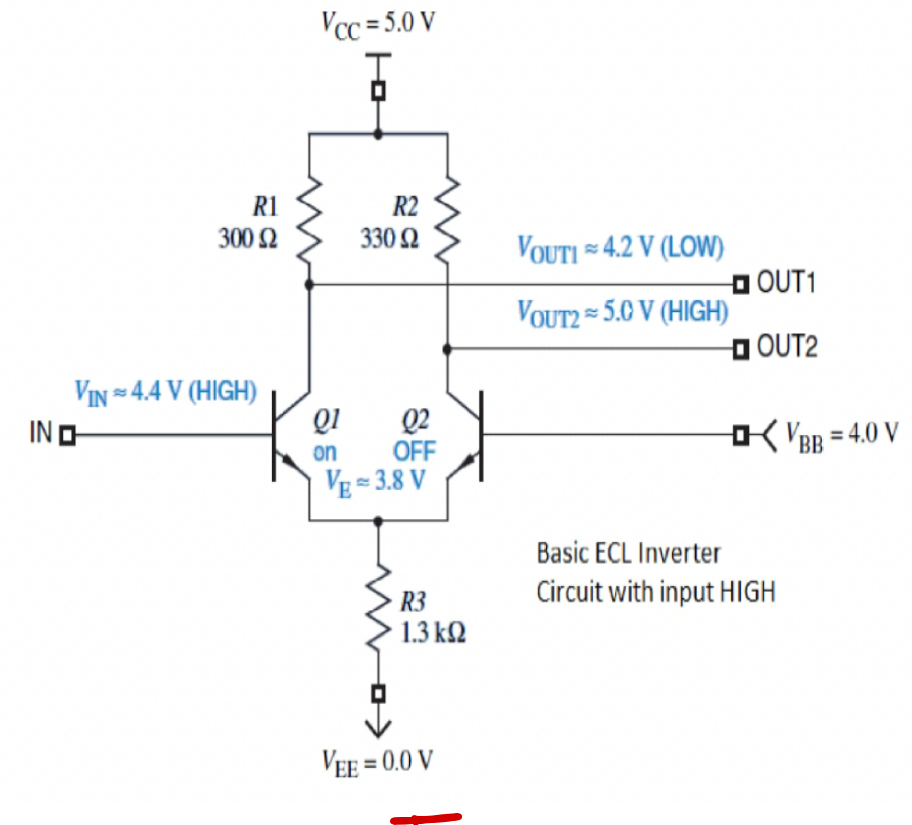 VCC = 5.0 V
R1
300 Ω
R2
330 Ω
VOUT1 ≈ 4.2 V (LOW)
OUT1
VOUT2 ≈ 5.0 V (HIGH)
OUT2
VIN ≈ 4.4 V (HIGH)
IN
Q1
on
Q2
OFF
VBB = 4.0 V
VE ≈ 3.8 V
Basic ECL Inverter
Circuit with input HIGH
R3
1.3 kΩ
VEE = 0.0 V